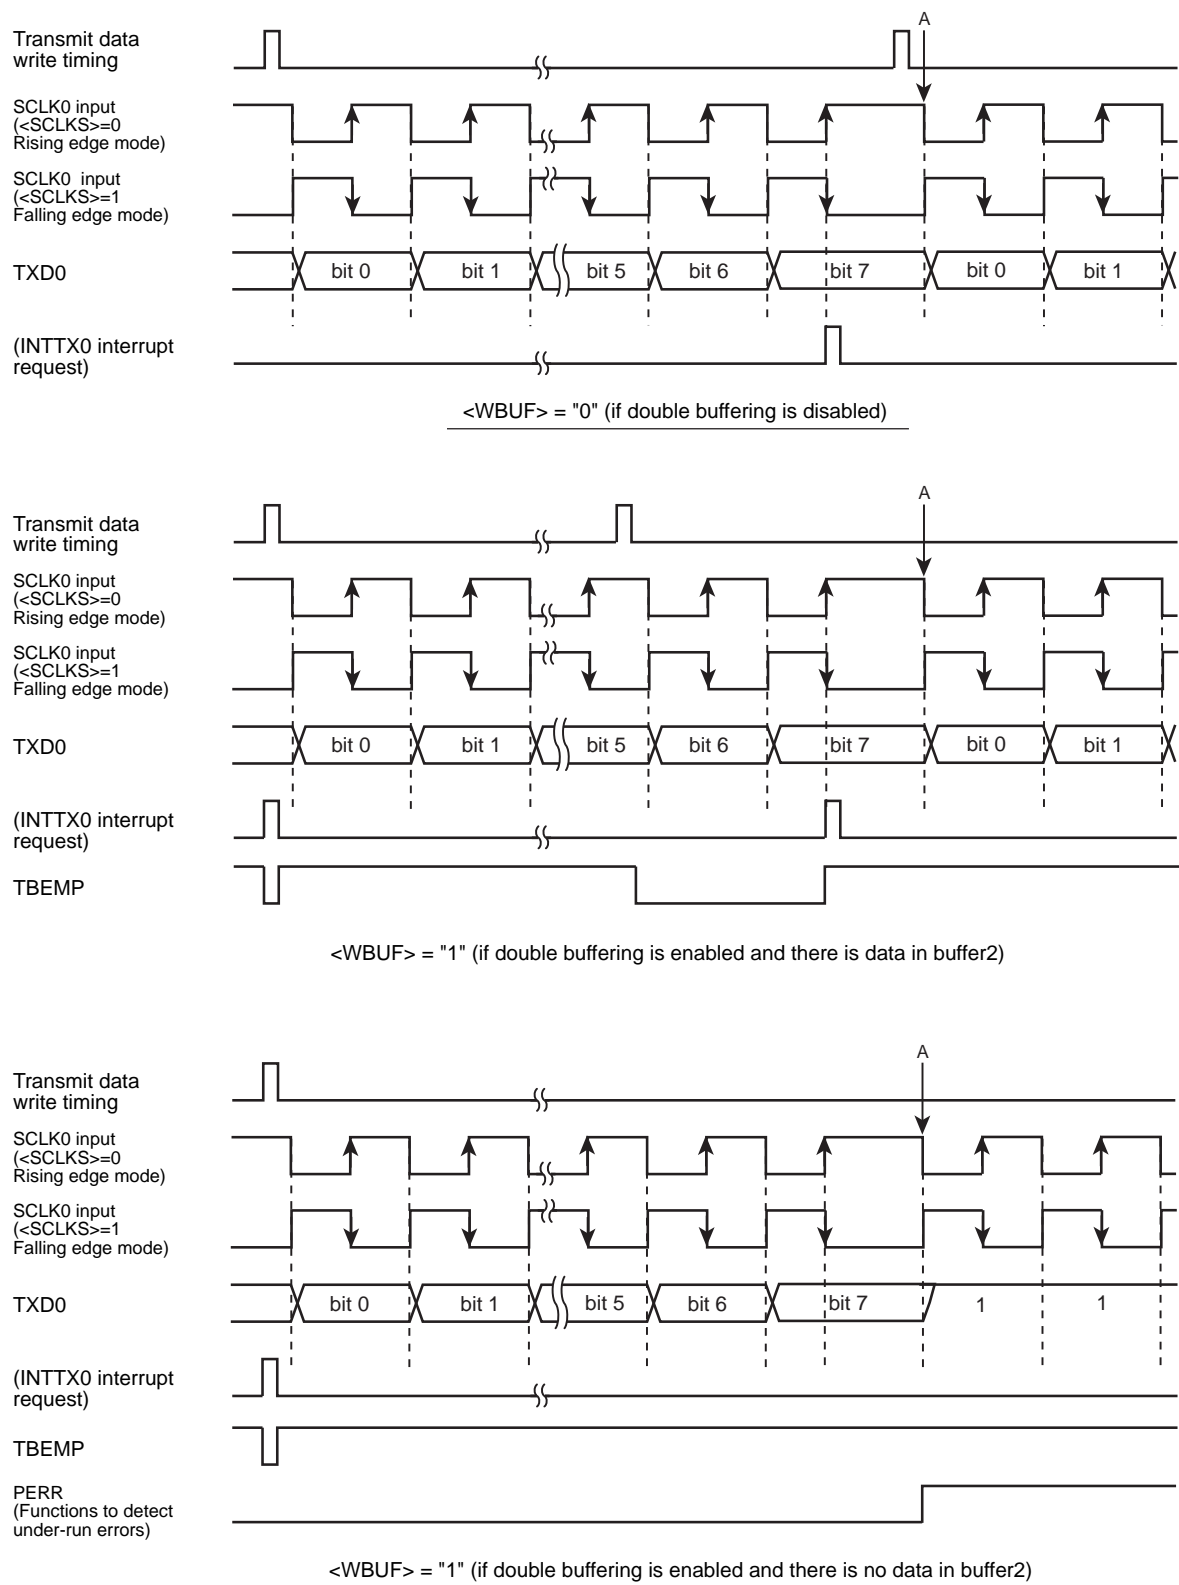 A
Transmit data
write timing
SCLK0 input
(<SCLKS>=0
Rising edge mode)
SCLK0 input
(<SCLKS>=1
Falling edge mode)
TXD0
bit 0 bit 1 bit 5 bit 6 bit 7 bit 0 bit 1
(INTTX0 interrupt
request)
<WBUF> = "0" (if double buffering is disabled)
A
Transmit data
write timing
SCLK0 input
(<SCLKS>=0
Rising edge mode)
SCLK0 input
(<SCLKS>=1
Falling edge mode)
TXD0
bit 0 bit 1 bit 5 bit 6 bit 7 bit 0 bit 1
(INTTX0 interrupt
request)
TBEMP
<WBUF> = "1" (if double buffering is enabled and there is data in buffer2)
A
Transmit data
write timing
SCLK0 input
(<SCLKS>=0
Rising edge mode)
SCLK0 input
(<SCLKS>=1
Falling edge mode)
TXD0
bit 0 bit 1 bit 5 bit 6 bit 7 1 1
(INTTX0 interrupt
request)
TBEMP
PERR
(Functions to detect
under-run errors)
<WBUF> = "1" (if double buffering is enabled and there is no data in buffer2)